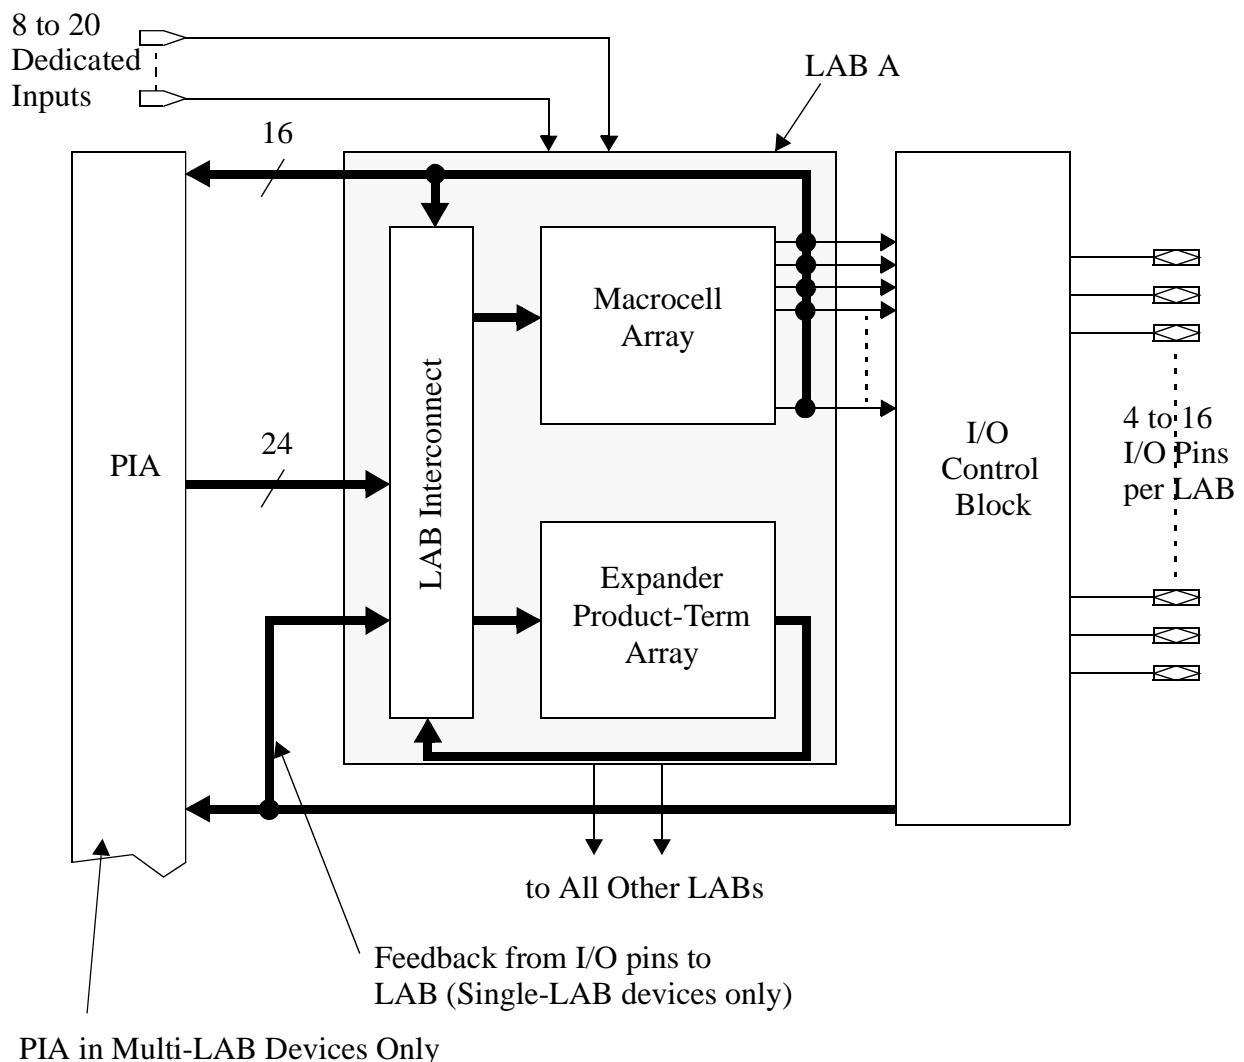 8 to 20
Dedicated
Inputs
LAB A
16
Macrocell
Array
24
PIA
LAB Interconnect
I/O
Control
Block
4 to 16
I/O Pins
per LAB
Expander
Product-Term
Array
to All Other LABs
Feedback from I/O pins to
LAB (Single-LAB devices only)
PIA in Multi-LAB Devices Only